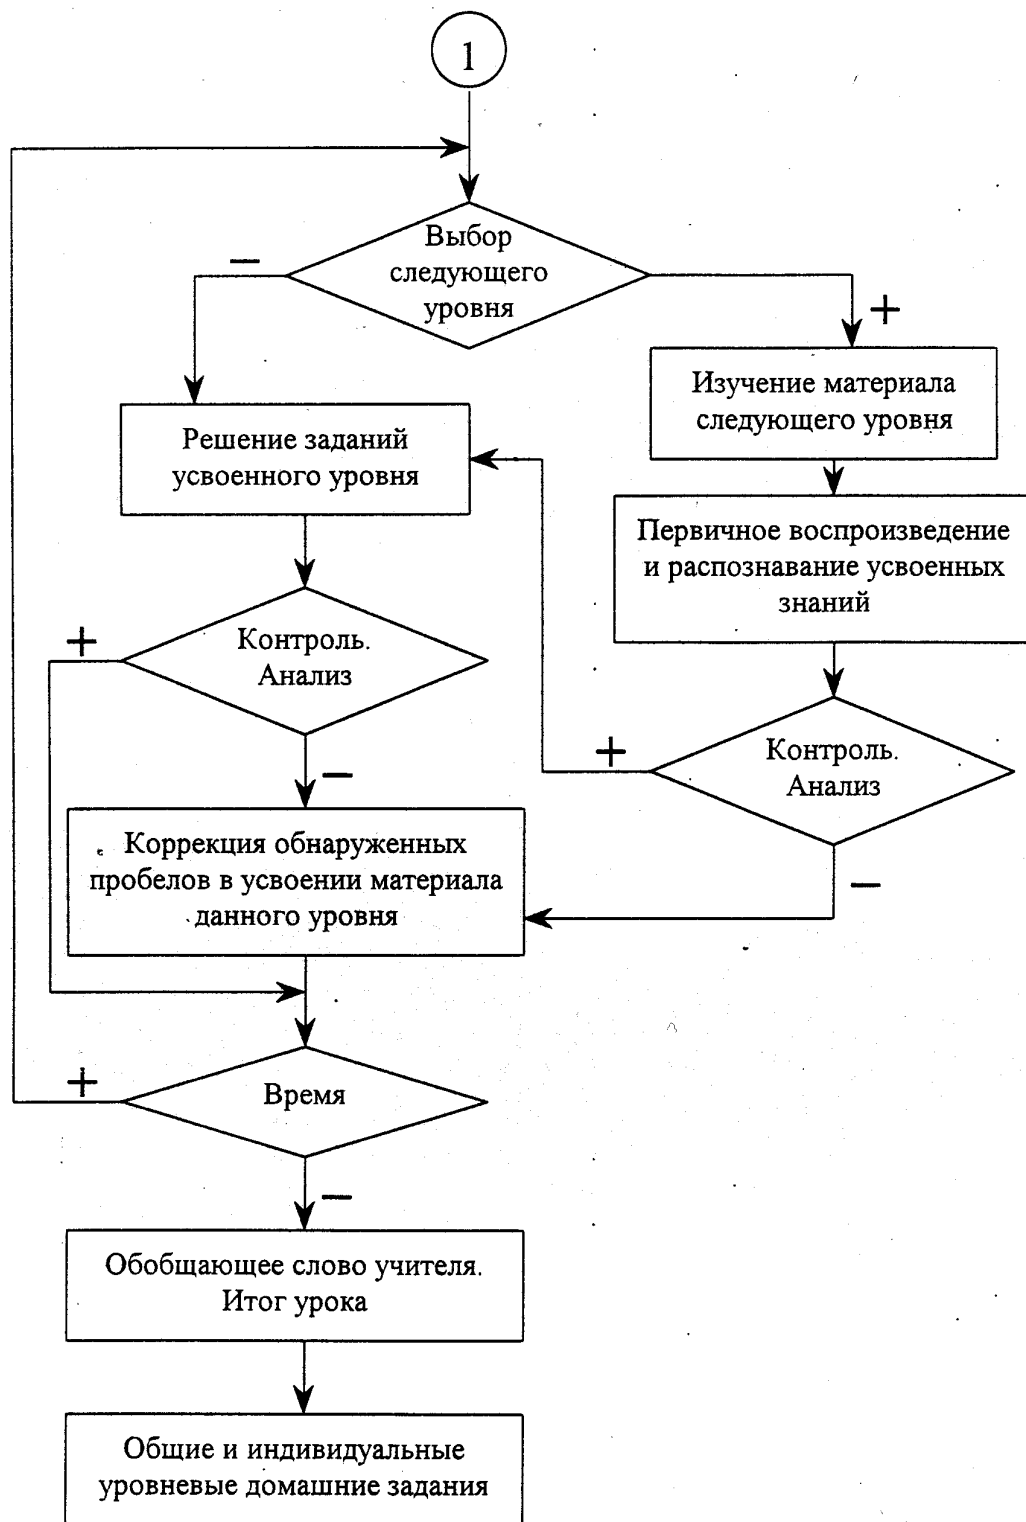 1
Выбор
следующего
уровня
−
+
Изучение материала
следующего уровня
Решение заданий
усвоенного уровня
Первичное воспроизведение
и распознавание усвоенных
знаний
+
Контроль.
Анализ
+
Контроль.
Анализ
−
−
Коррекция обнаруженных
пробелов в усвоении материала
данного уровня
+
Время
−
Обобщающее слово учителя.
Итог урока
Общие и индивидуальные
уровневые домашние задания